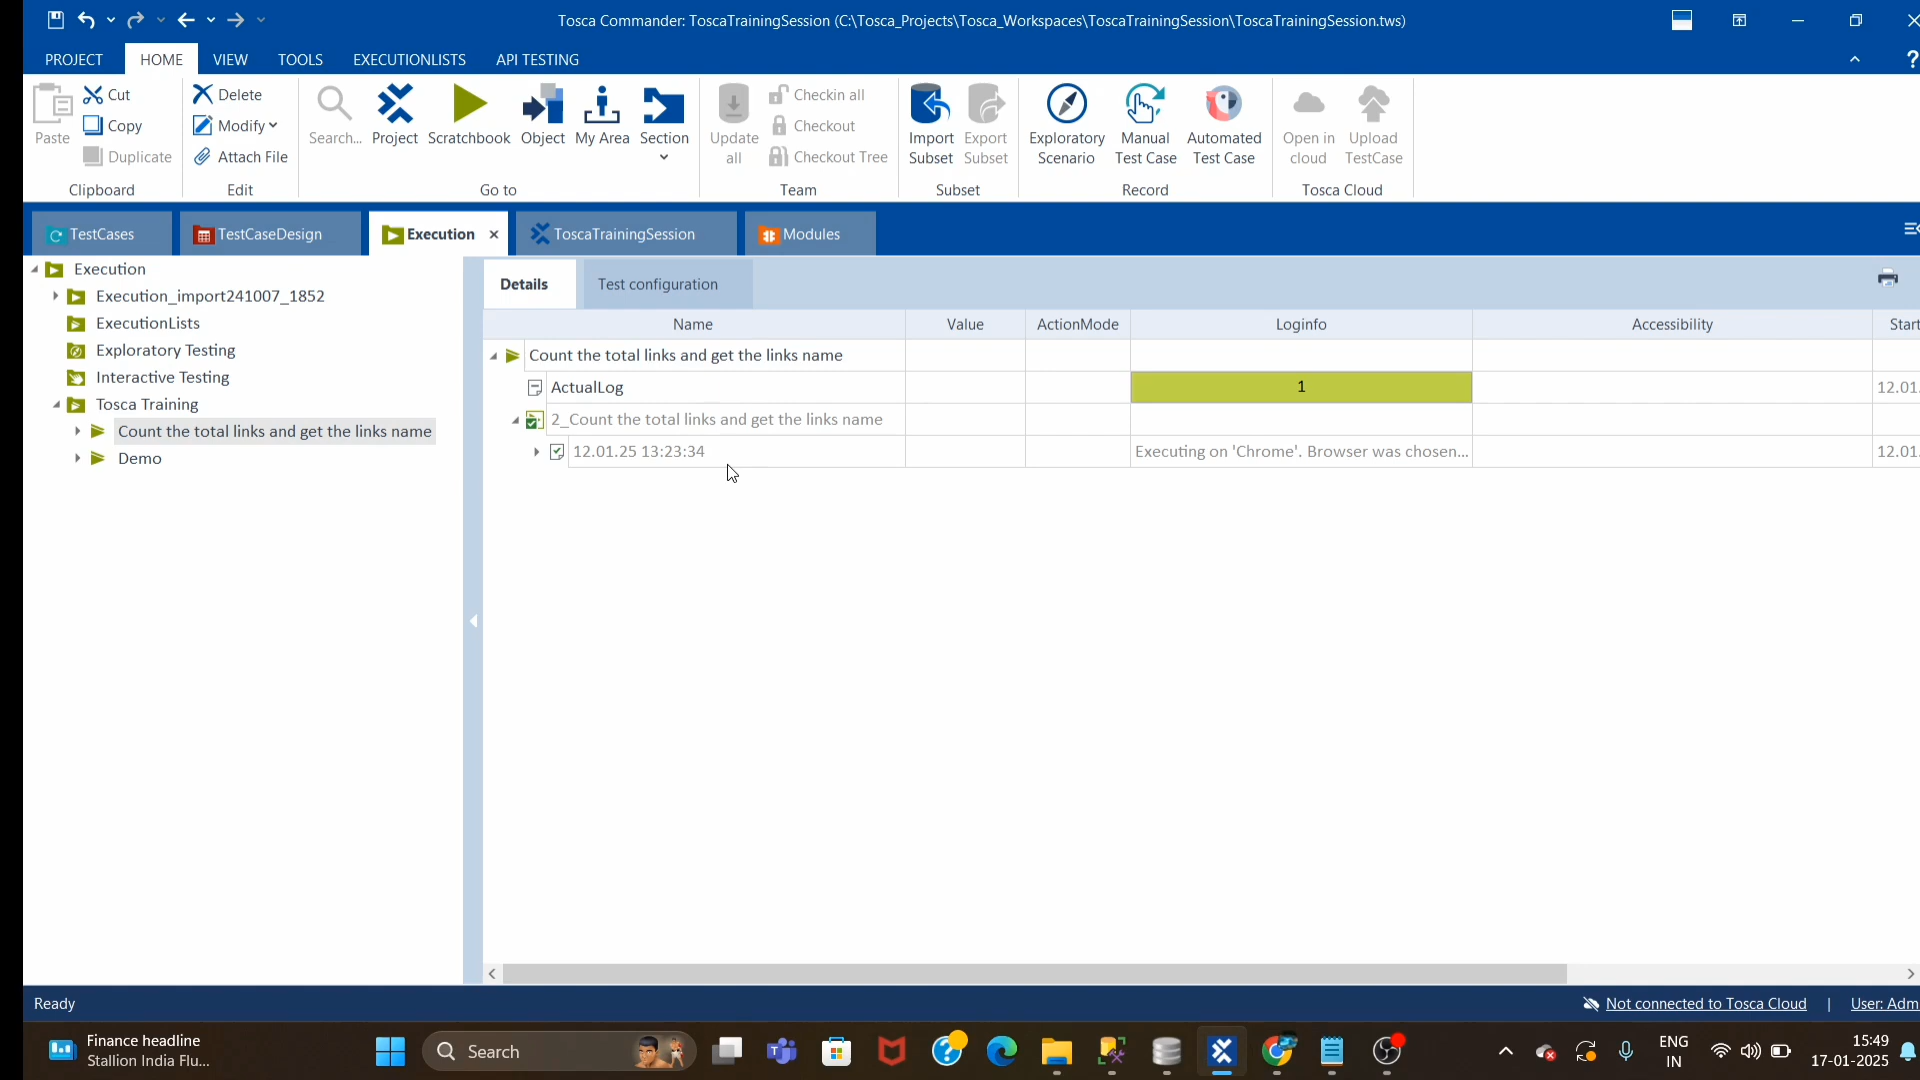 Tosca Commander: ToscaTrainingSession (C:\Tosca_Projects\Tosca_Workspaces\ToscaTrainingSession\ToscaTrainingSession.tws)
PROJECT HOME VIEW TOOLS EXECUTIONLISTS API TESTING
Paste
Cut
Copy
Duplicate
Clipboard
Delete
Modify
Attach File
Edit
Search...
Project
Scratchbook
Object
My Area
Section
Go to
Update
all
Checkin all
Checkout
Checkout Tree
Team
Import
Subset
Export
Subset
Subset
Exploratory
Scenario
Manual
Test Case
Automated
Test Case
Record
Open in
cloud
Upload
TestCase
Tosca Cloud
TestCases TestCaseDesign Execution ToscaTrainingSession Modules
Execution
Execution_import241007_1852
ExecutionLists
Exploratory Testing
Interactive Testing
Tosca Training
Count the total links and get the links name
Demo
Details Test configuration
Name Value ActionMode Loginfo Accessibility Start
Count the total links and get the links name
ActualLog 1 12.01.
2_Count the total links and get the links name
12.01.25 13:23:34 Executing on 'Chrome'. Browser was chosen... 12.01.
Ready Not connected to Tosca Cloud | User: Adm
Finance headline
Stallion India Flu...
Search
ENG
IN
15:49
17-01-2025